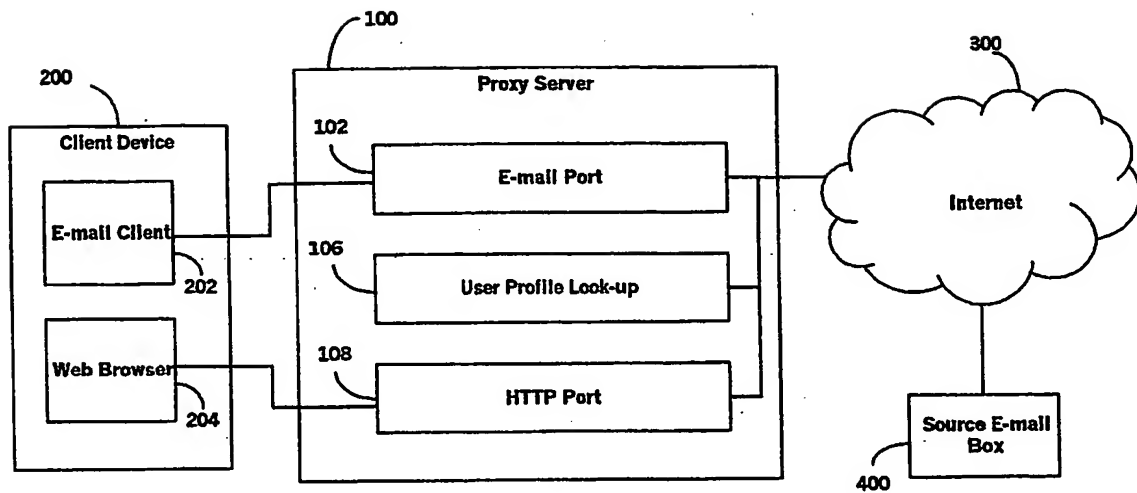 100
300
200
Proxy Server
Client Device
102
E-mail Port
E-mail Client
Internet
202
106
User Profile Look-up
Web Browser
108
HTTP Port
204
Source E-mail
Box
400